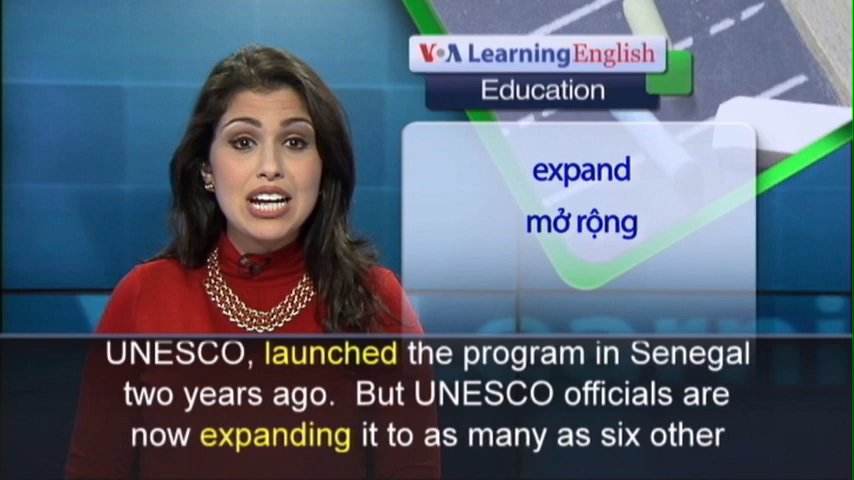 VOA Learning English
Education
expand
mở rộng
UNESCO, launched the program in Senegal
two years ago. But UNESCO officials are
now expanding it to as many as six other